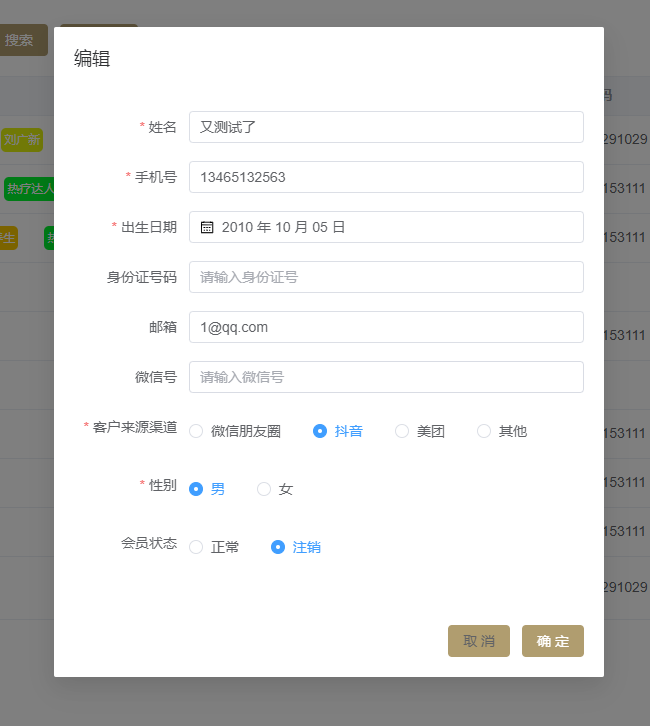 搜索
编辑
码
* 姓名 又测试了
291029
刘广新
* 手机号 13465132563
热疗达人
153111
* 出生日期 2010 年 10 月 05 日
153111
身份证号码 请输入身份证号
邮箱 1@qq.com
153111
微信号 请输入微信号
* 客户来源渠道 微信朋友圈 抖音 美团 其他
153111
* 性别 男 女
153111
会员状态 正常 注销
153111
291029
取 消 确 定